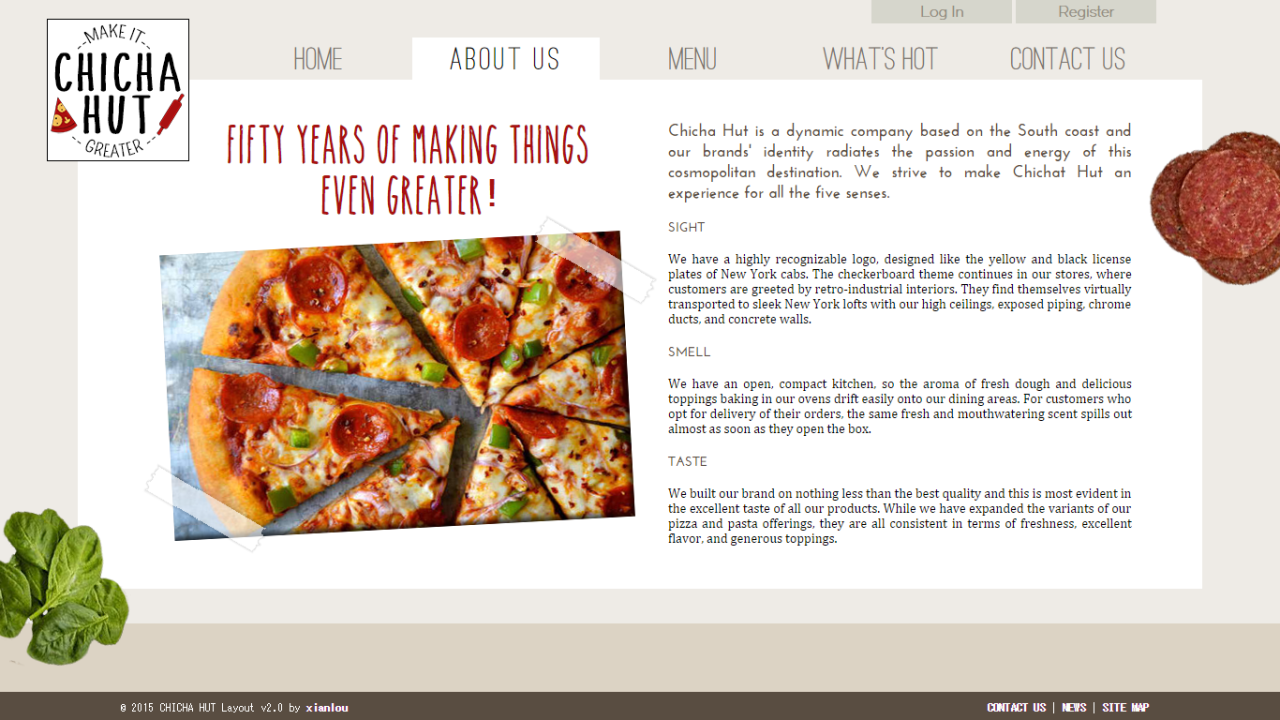 Log In Register
MAKE IT
CHICHA
HUT
GREATER
HOME ABOUT US MENU WHAT'S HOT CONTACT US
FIFTY YEARS OF MAKING THINGS
EVEN GREATER!
Chicha Hut is a dynamic company based on the South coast and
our brands' identity radiates the passion and energy of this
cosmopolitan destination. We strive to make Chichat Hut an
experience for all the five senses.
SIGHT
We have a highly recognizable logo, designed like the yellow and black license
plates of New York cabs. The checkerboard theme continues in our stores, where
customers are greeted by retro-industrial interiors. They find themselves virtually
transported to sleek New York lofts with our high ceilings, exposed piping, chrome
ducts, and concrete walls.
SMELL
We have an open, compact kitchen, so the aroma of fresh dough and delicious
toppings baking in our ovens drift easily onto our dining areas. For customers who
opt for delivery of their orders, the same fresh and mouthwatering scent spills out
almost as soon as they open the box.
TASTE
We built our brand on nothing less than the best quality and this is most evident in
the excellent taste of all our products. While we have expanded the variants of our
pizza and pasta offerings, they are all consistent in terms of freshness, excellent
flavor, and generous toppings.
© 2015 CHICHA HUT Layout v2.0 by xianlou
CONTACT US | NEWS | SITE MAP